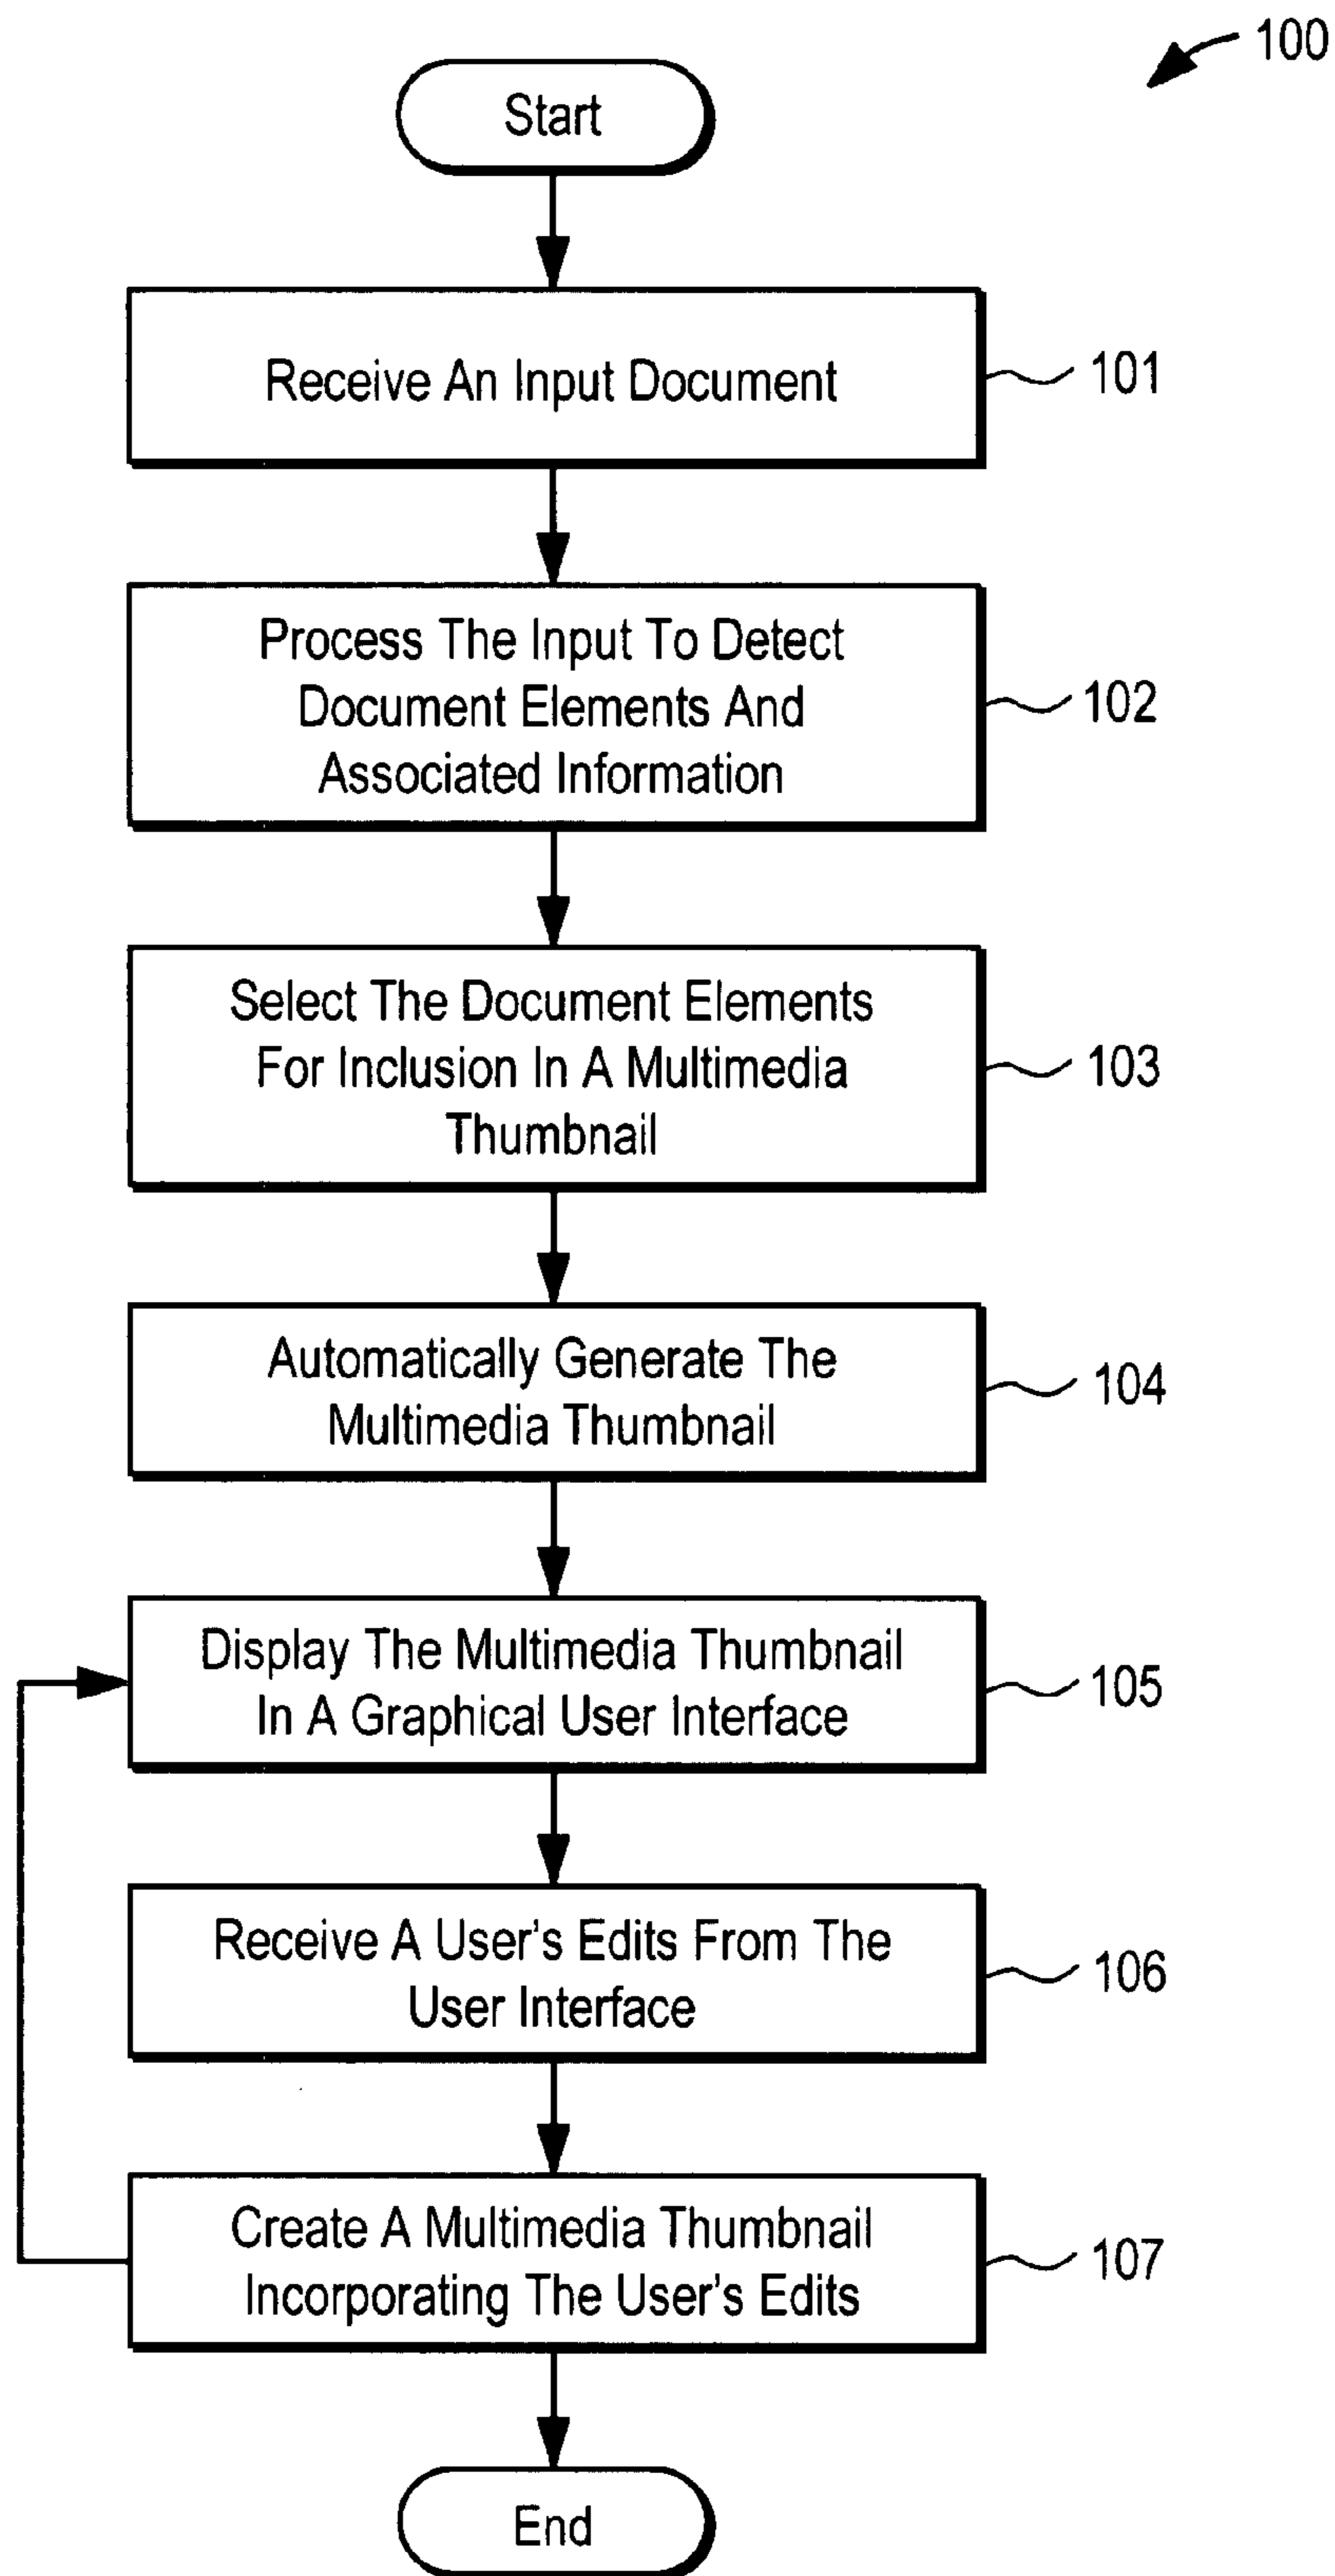 100
Start
Receive An Input Document
101
Process The Input To Detect
Document Elements And
Associated Information
102
Select The Document Elements
For Inclusion In A Multimedia
Thumbnail
103
Automatically Generate The
Multimedia Thumbnail
104
Display The Multimedia Thumbnail
In A Graphical User Interface
105
Receive A User's Edits From The
User Interface
106
Create A Multimedia Thumbnail
Incorporating The User's Edits
107
End